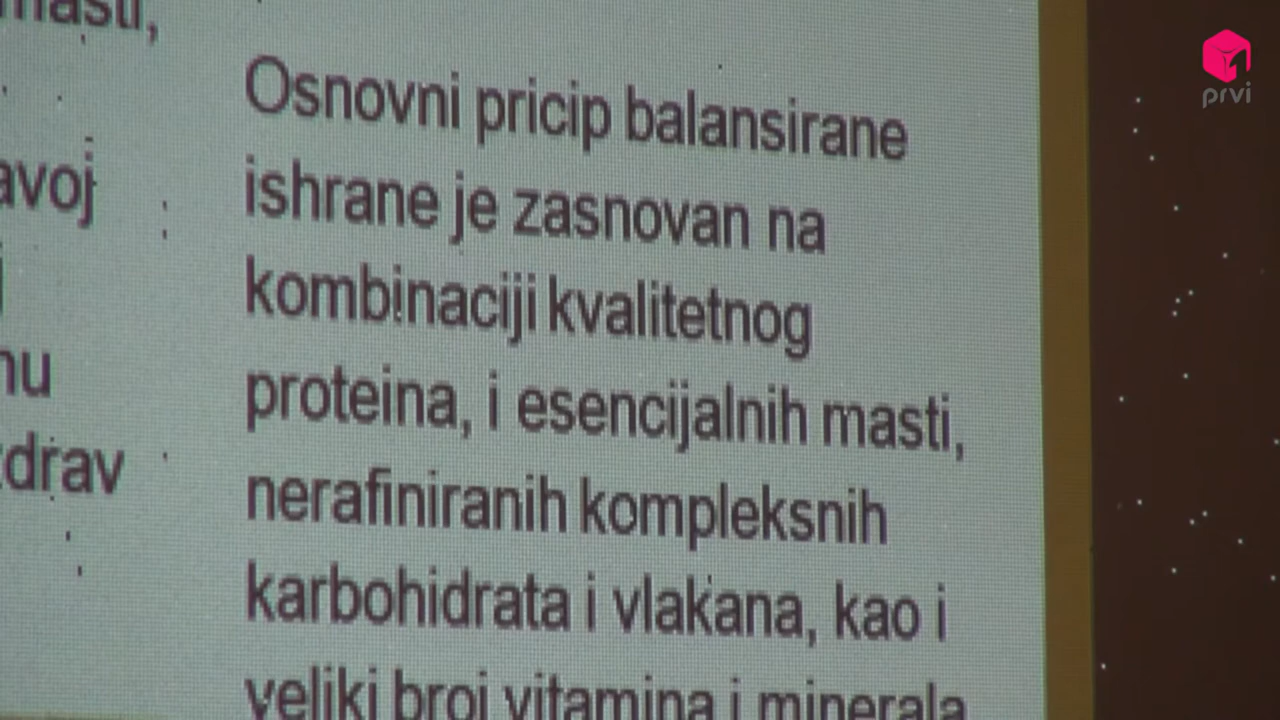 masti,
avoj
nu
zdrav
Osnovni pricip balansirane
ishrane je zasnovan na
kombinaciji kvalitetnog
proteina, i esencijalnih masti,
nerafiniranih kompleksnih
karbohidrata i vlakana, kao i
veliki broj vitamina i minerala
prvi